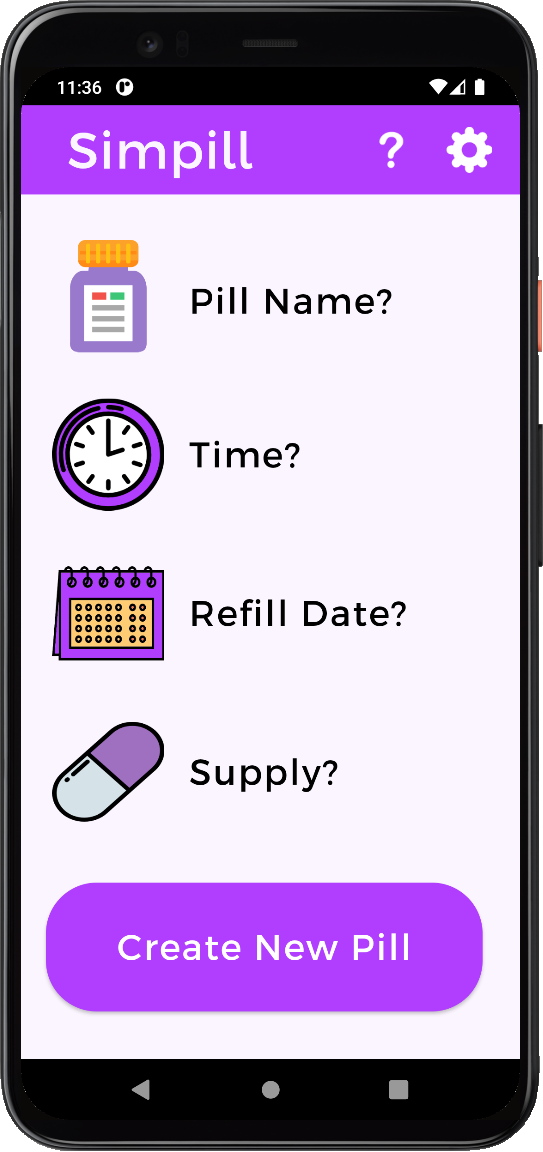 11:36
Simpill ?
Pill Name?
Time?
Refill Date?
Supply?
Create New Pill